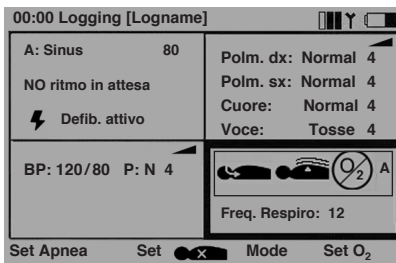 00:00 Logging [Logname]
A: Sinus 80
NO ritmo in attesa
Defib. attivo
Polm. dx: Normal 4
Polm. sx: Normal 4
Cuore: Normal 4
Voce: Tosse 4
BP: 120/80 P: N 4
O2 A
Freq. Respiro: 12
Set Apnea Set X Mode Set O2